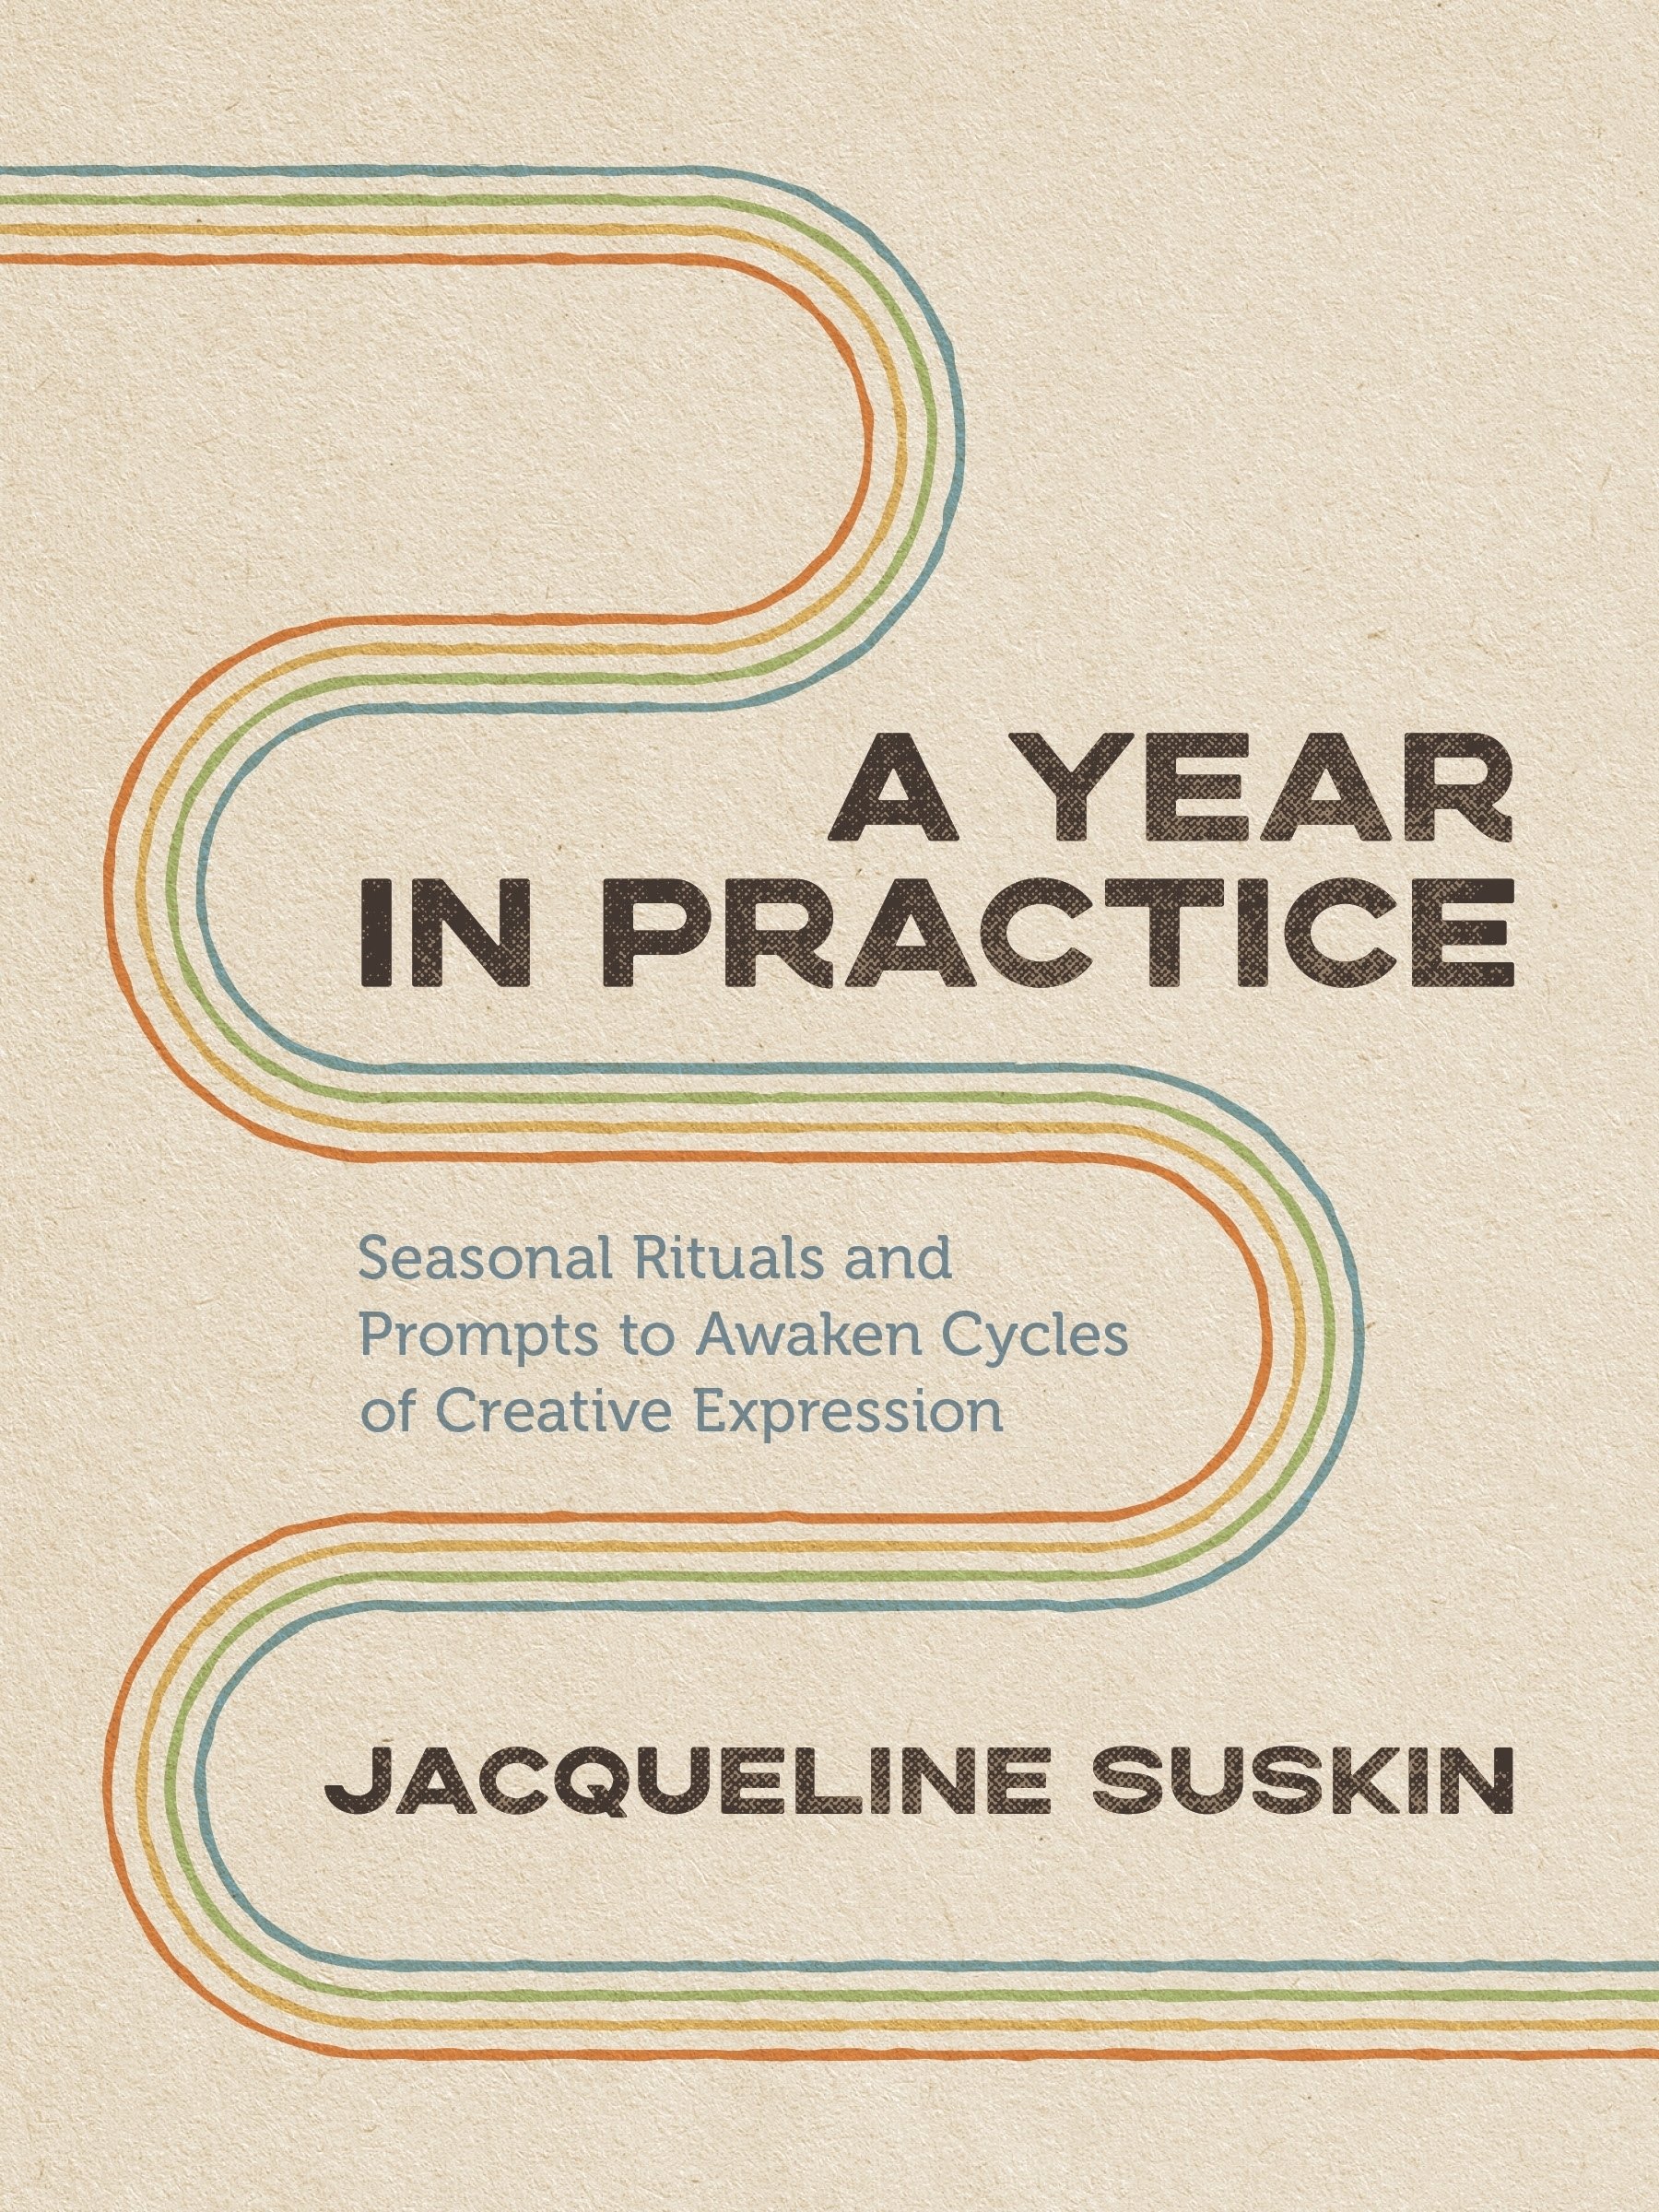 A YEAR
IN PRACTICE
Seasonal Rituals and
Prompts to Awaken Cycles
of Creative Expression
JACQUELINE SUSKIN